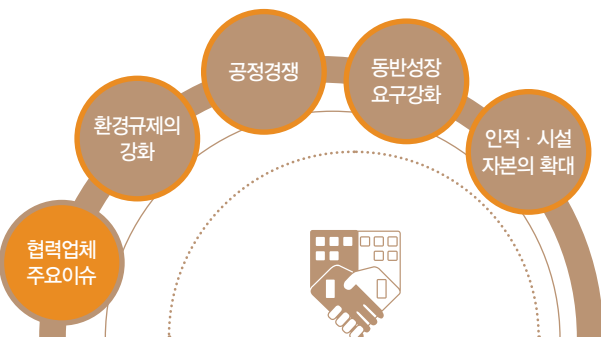 협력업체
주요이슈
환경규제의
강화
공정경쟁
동반성장
요구강화
인적 · 시설
자본의 확대